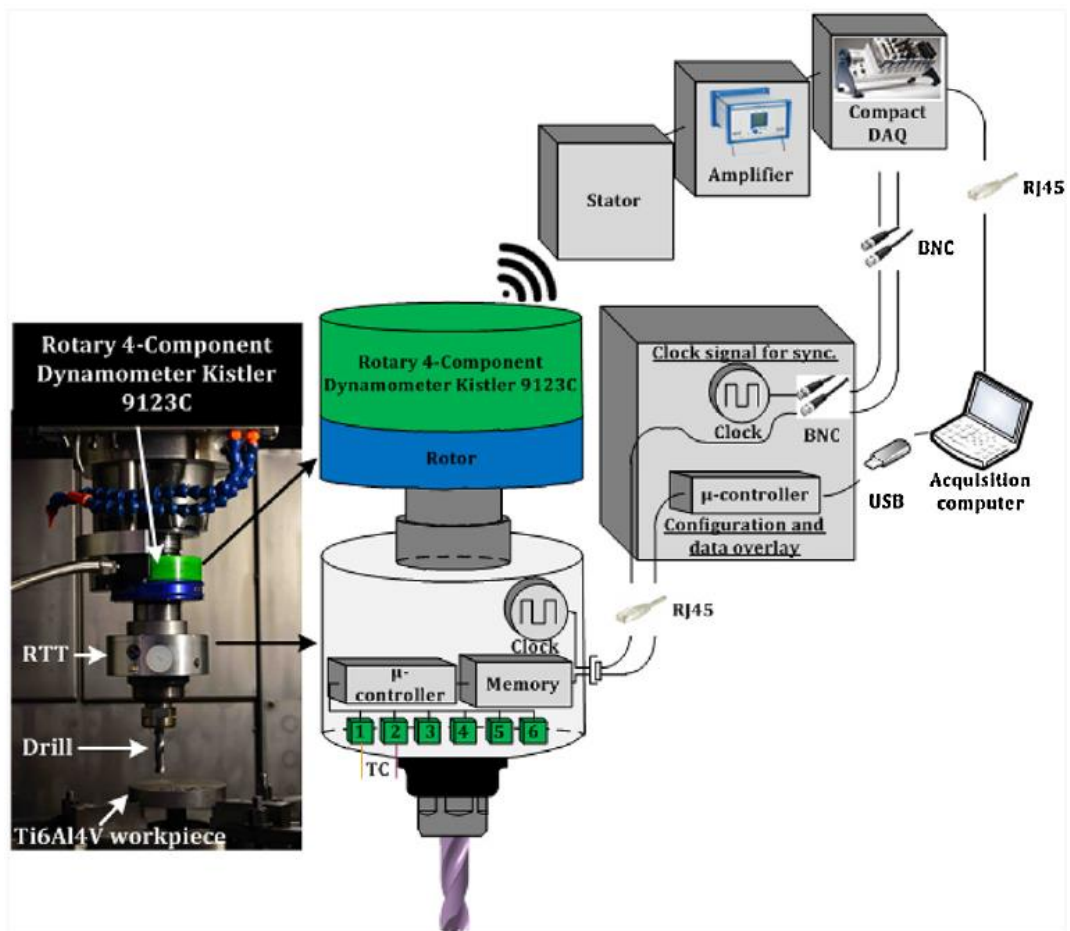 Rotary 4-Component
Dynamometer Kistler
9123C
RTT
Drill
Ti6Al4V workpiece
Rotary 4-Component
Dynamometer Kistler 9123C
Rotor
Clock
μ-
controller
Memory
1 2 3 4 5 6
TC
Stator
Amplifier
Compact
DAQ
RJ45
BNC
Clock signal for sync.
Clock
BNC
μ-controller
Configuration and
data overlay
USB
Acquisition
computer
RJ45